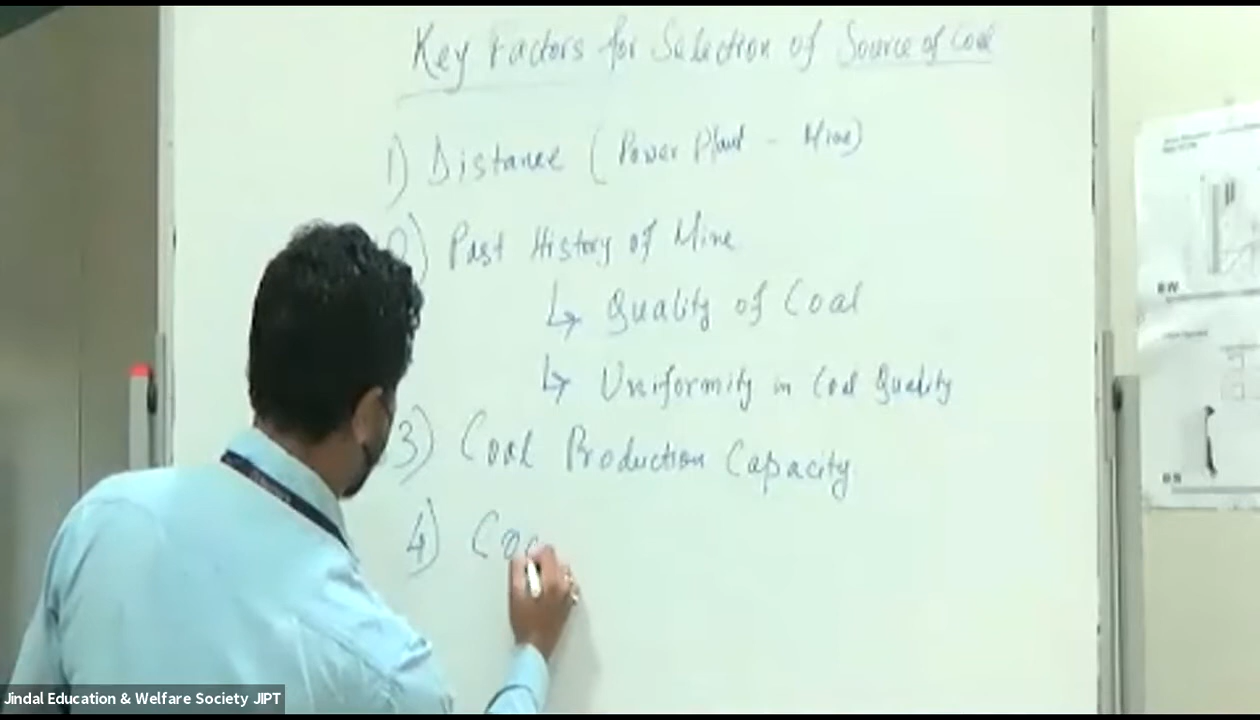 Key Factors for Selection of Source of Coal
1) Distance (Power Plant - Mine)
2) Past History of Mine
↳ Quality of Coal
↳ Uniformity in Coal Quality
3) Coal Production Capacity
4) Coa
Jindal Education & Welfare Society JIPT